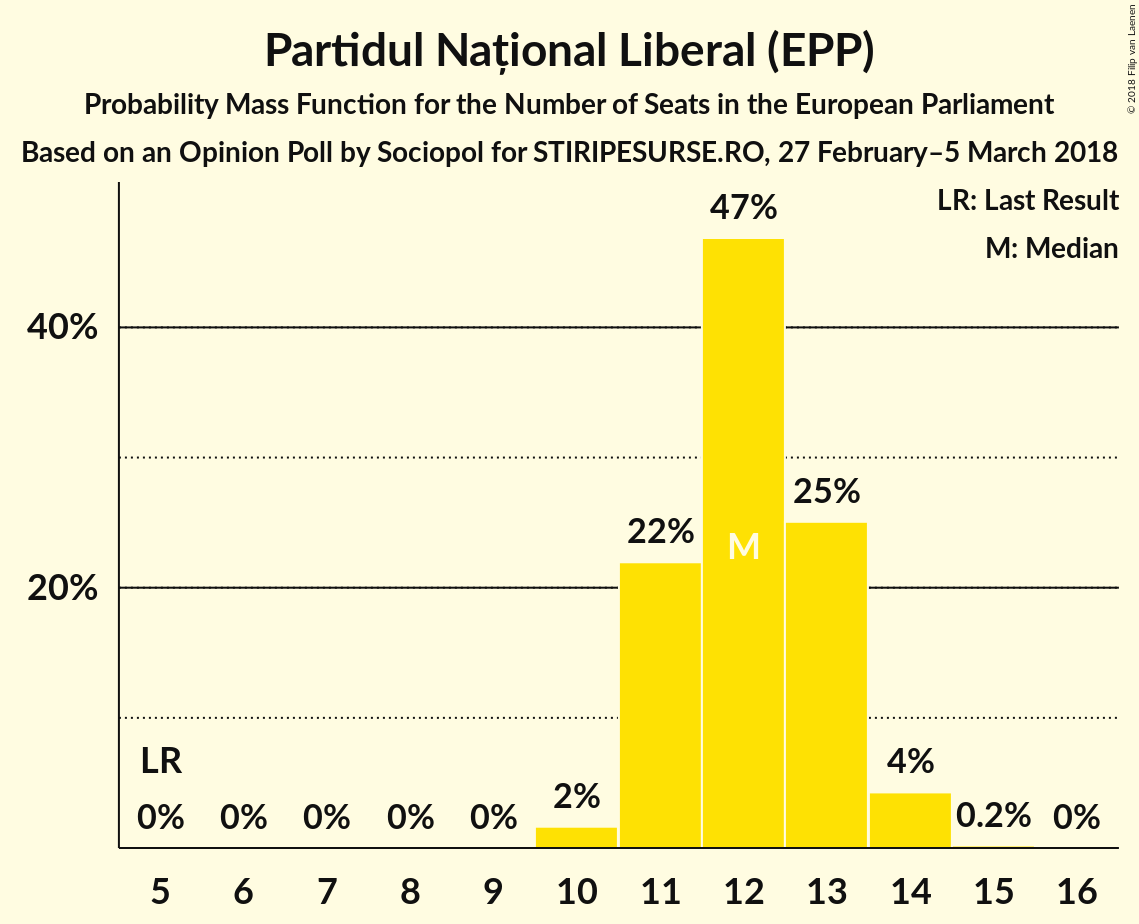 Partidul Național Liberal (EPP)
Probability Mass Function for the Number of Seats in the European Parliament
Based on an Opinion Poll by Sociopol for STIRIPESURSE.RO, 27 February–5 March 2018
© 2018 Filip van Laenen
LR: Last Result
M: Median
47%
40%
25%
22%
M
20%
LR
4%
2%
0% 0% 0% 0% 0% 0.2% 0%
5 6 7 8 9 10 11 12 13 14 15 16